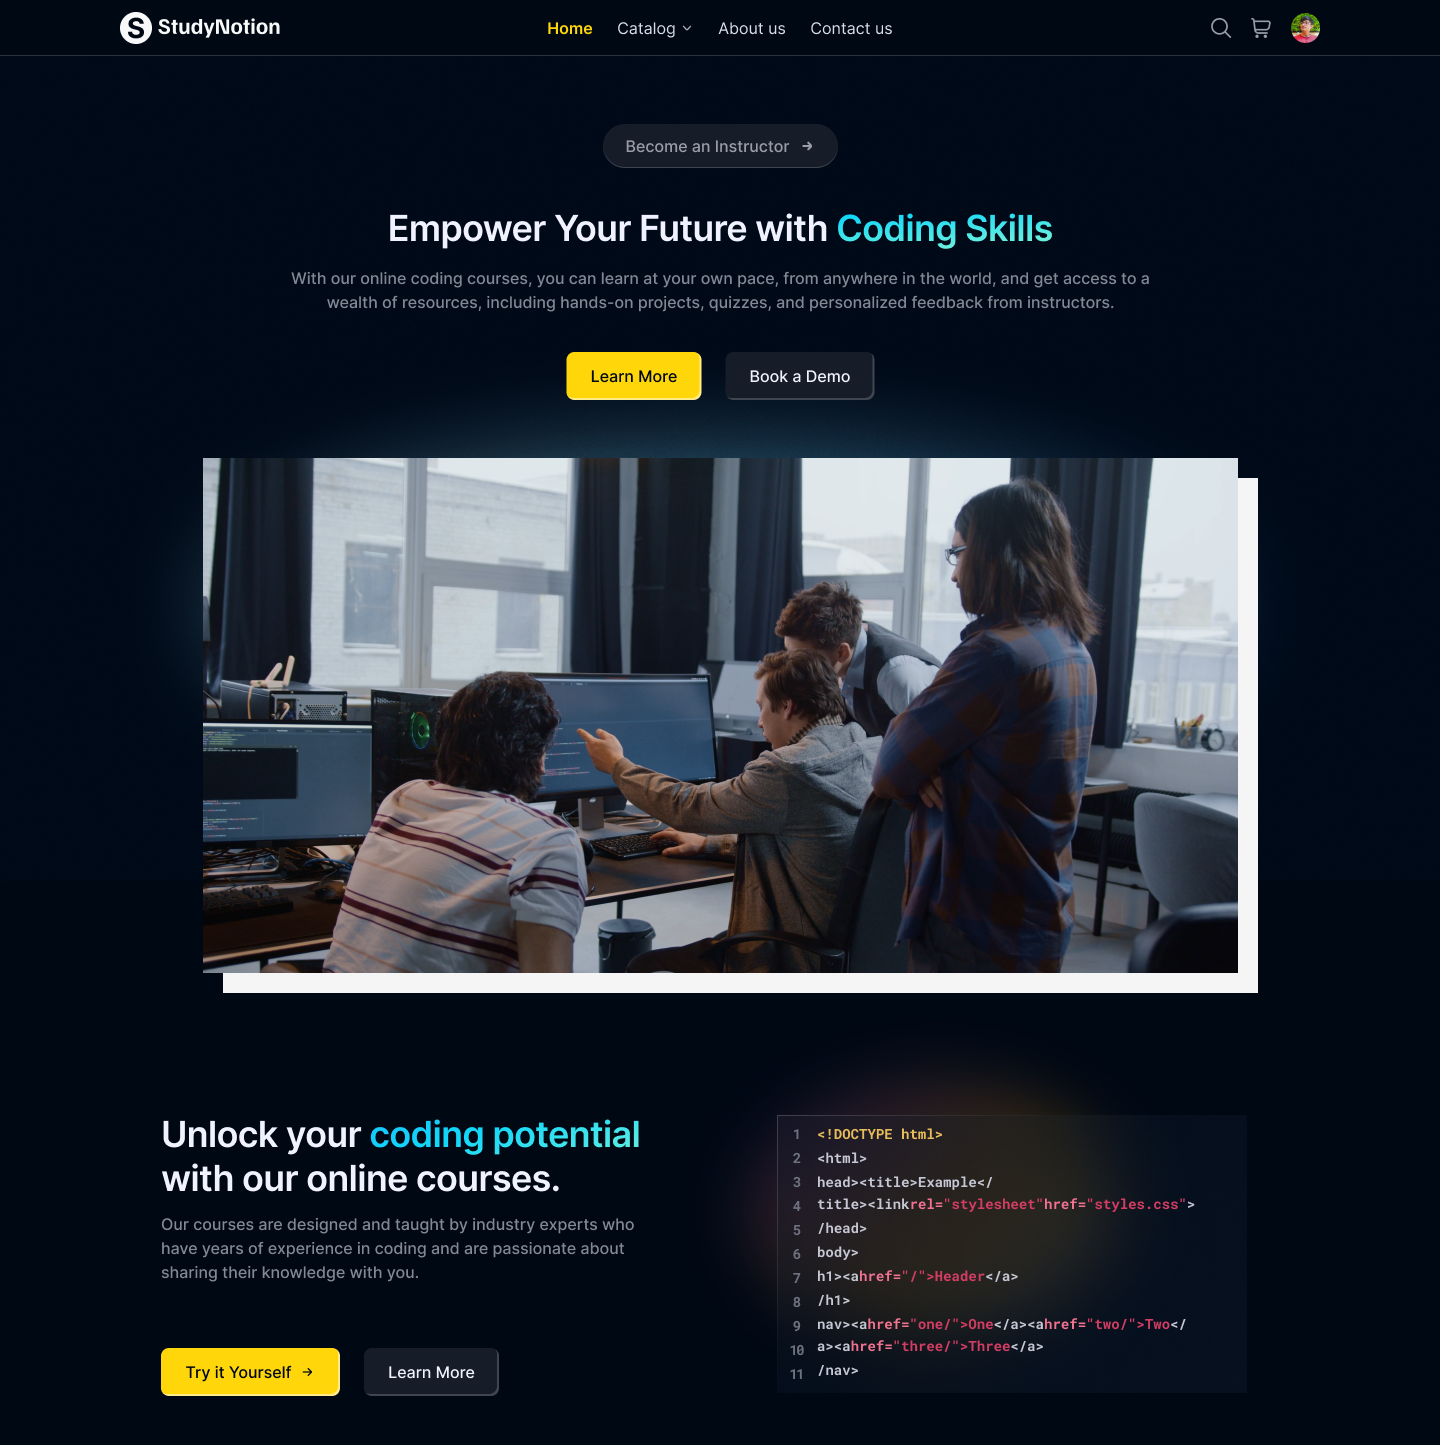 StudyNotion
Home
Catalog
About us
Contact us
Become an Instructor
Empower Your Future with Coding Skills
With our online coding courses, you can learn at your own pace, from anywhere in the world, and get access to a
wealth of resources, including hands-on projects, quizzes, and personalized feedback from instructors.
Learn More
Book a Demo
Unlock your coding potential
with our online courses.
Our courses are designed and taught by industry experts who
have years of experience in coding and are passionate about
sharing their knowledge with you.
Try it Yourself
Learn More
1 <!DOCTYPE html>
2 <html>
3 head><title>Example</
4 title><linkrel="stylesheet"href="styles.css">
5 /head>
6 body>
7 h1><ahref="/">Header</a>
8 /h1>
9 nav><ahref="one/">One</a><ahref="two/">Two</
10 a><ahref="three/">Three</a>
11 /nav>